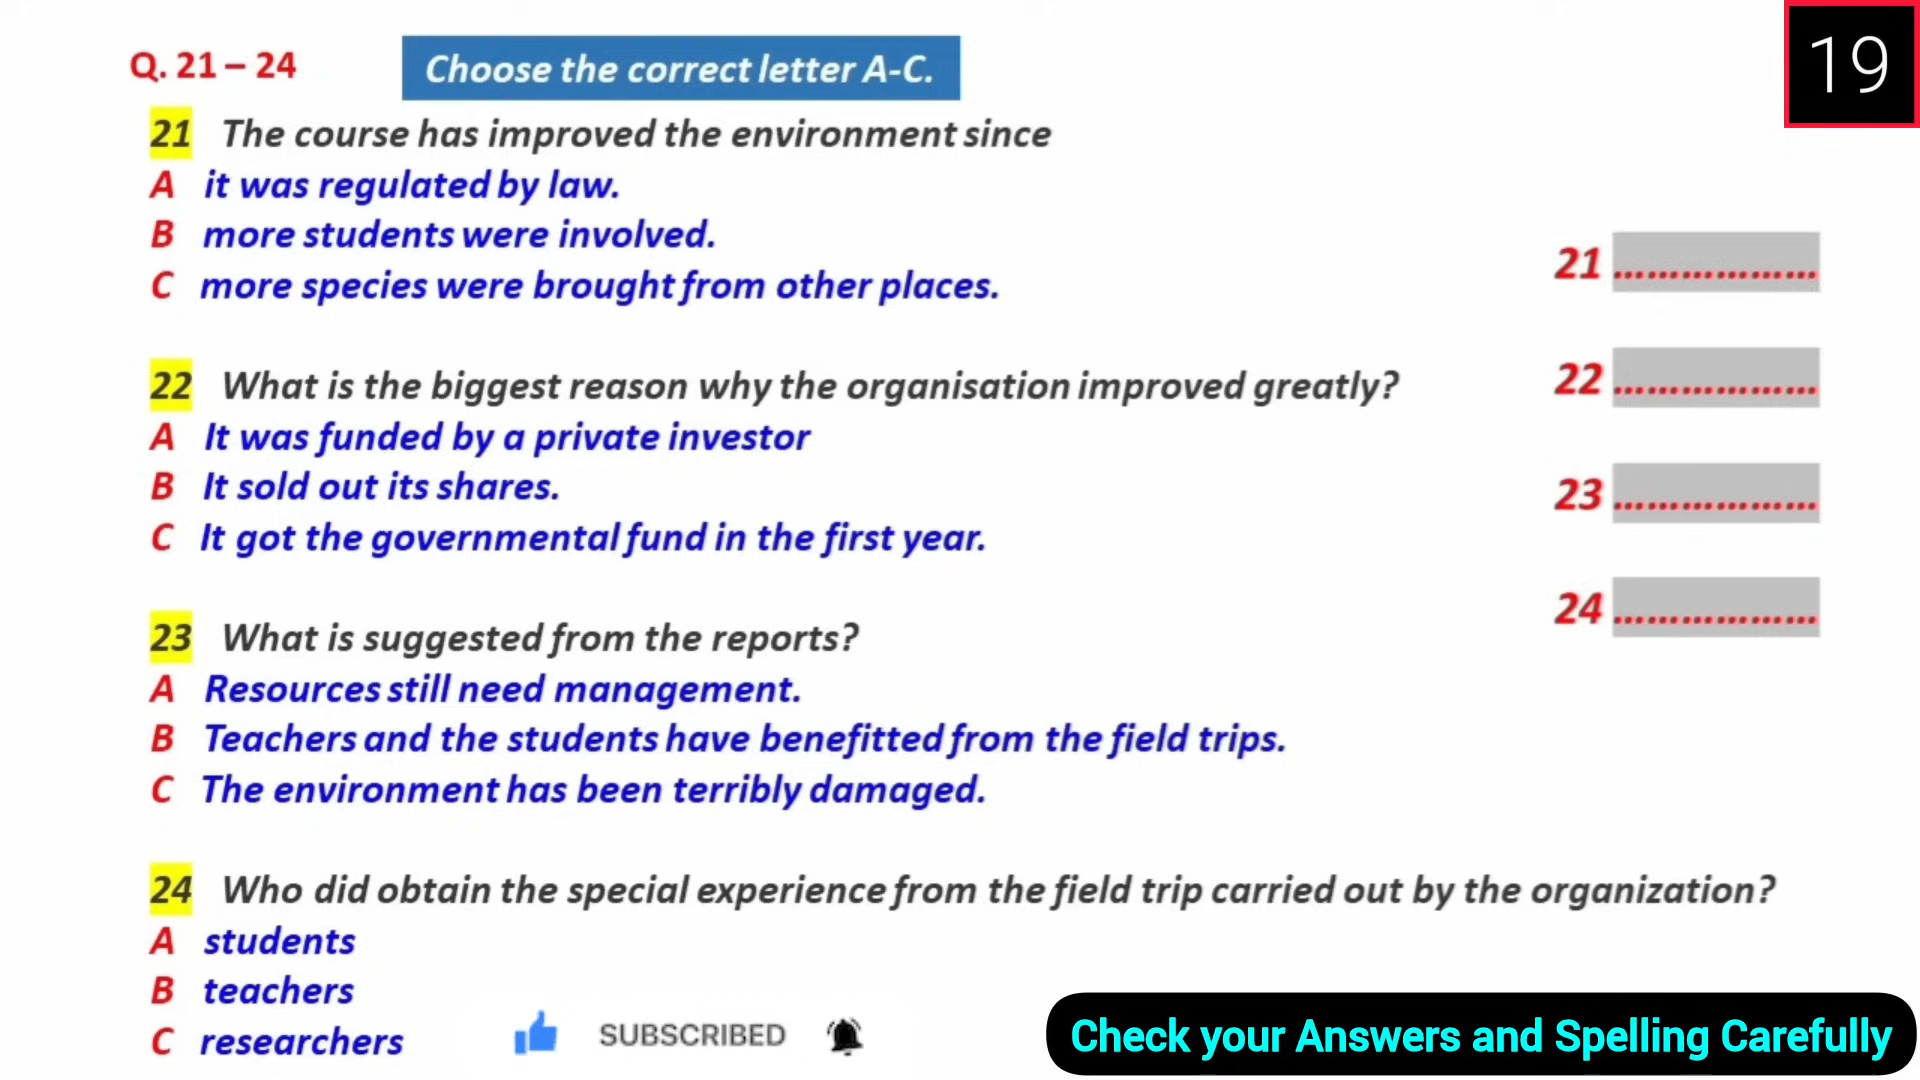 Q. 21 – 24
Choose the correct letter A-C.
19
21 The course has improved the environment since
A it was regulated by law.
B more students were involved.
C more species were brought from other places.
21 ..................
22 What is the biggest reason why the organisation improved greatly?
22 ..................
A It was funded by a private investor
B It sold out its shares.
C It got the governmental fund in the first year.
23 ..................
23 What is suggested from the reports?
24 ..................
A Resources still need management.
B Teachers and the students have benefitted from the field trips.
C The environment has been terribly damaged.
24 Who did obtain the special experience from the field trip carried out by the organization?
A students
B teachers
C researchers
SUBSCRIBED
Check your Answers and Spelling Carefully